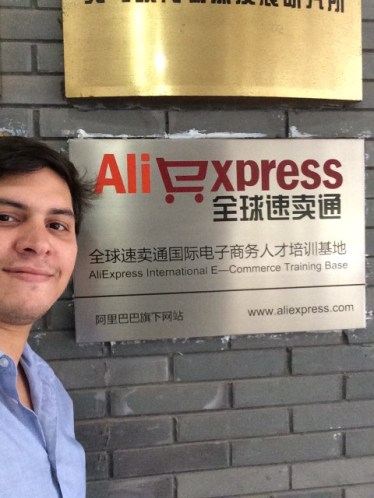 AliExpress
全球速卖通
全球速卖通国际电子商务人才培训基地
AliExpress International E—Commerce Training Base
阿里巴巴旗下网站
www.aliexpress.com